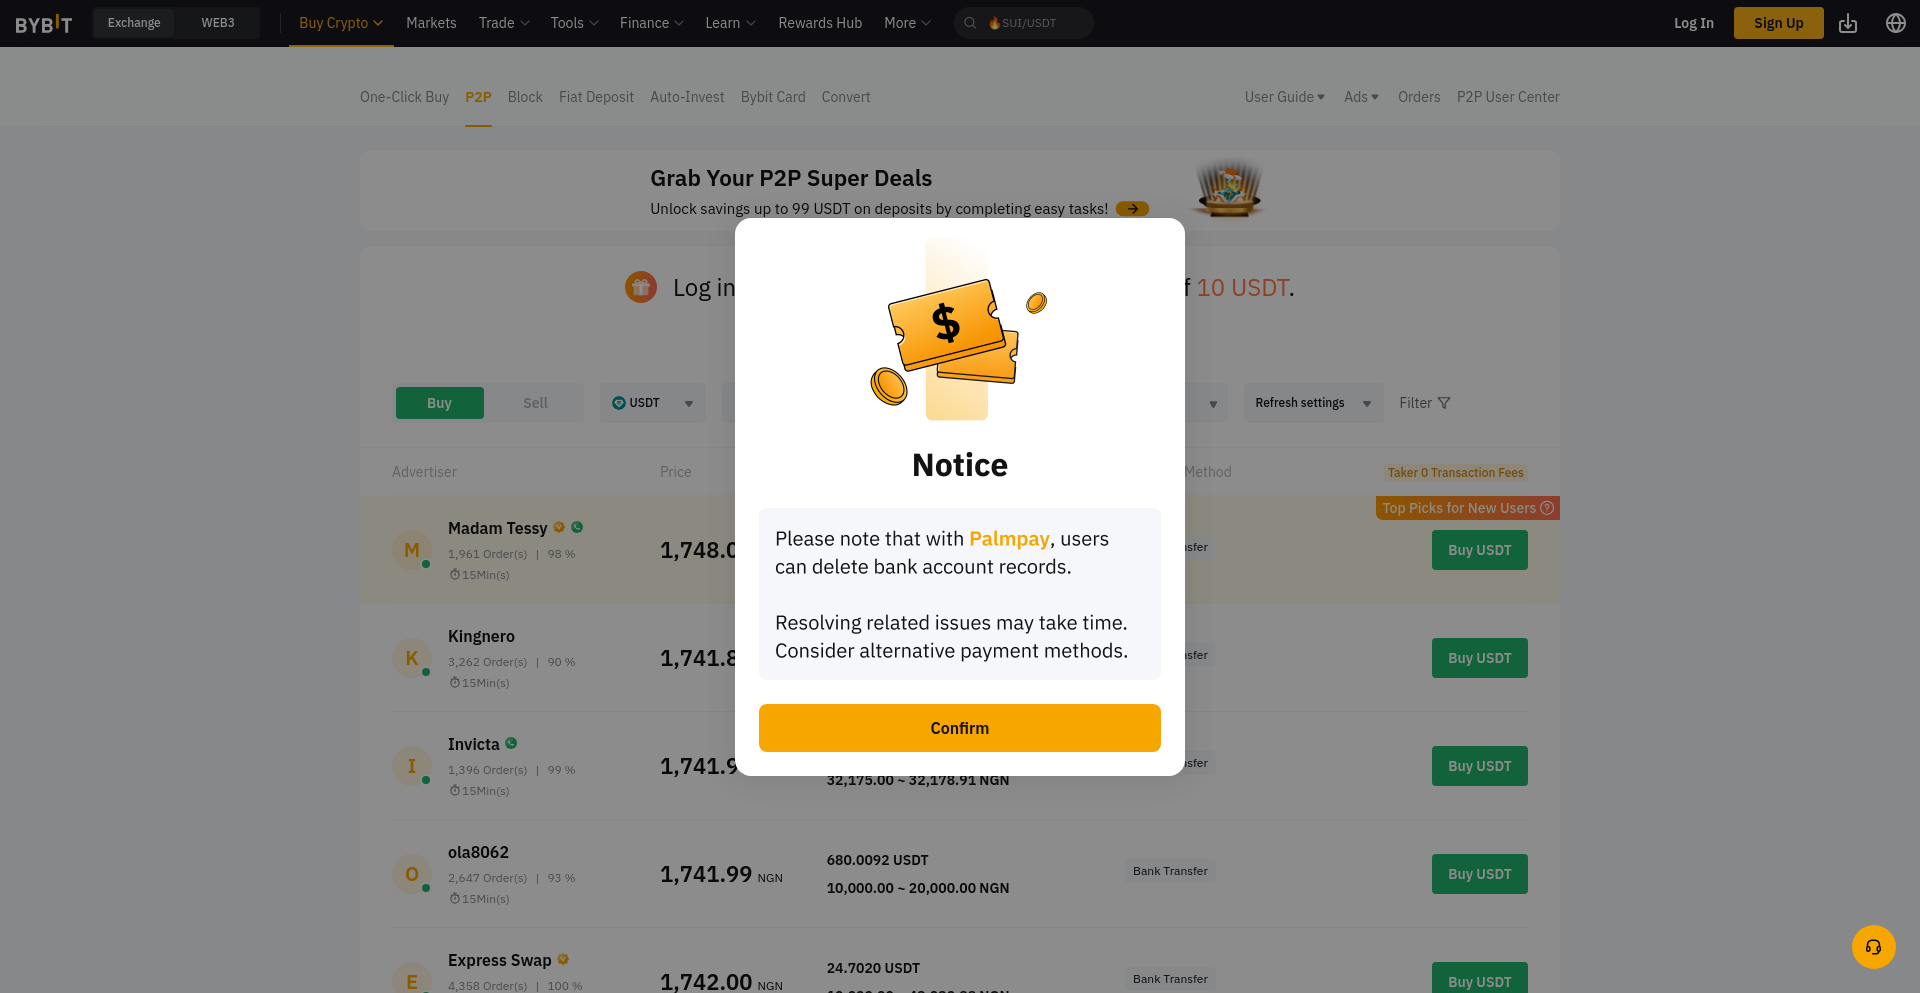 BYBIT
Exchange
WEB3
Buy Crypto
Markets
Trade
Tools
Finance
Learn
Rewards Hub
More
SUI/USDT
Log In
Sign Up
One-Click Buy
P2P
Block
Fiat Deposit
Auto-Invest
Bybit Card
Convert
User Guide
Ads
Orders
P2P User Center
Grab Your P2P Super Deals
Unlock savings up to 99 USDT on deposits by completing easy tasks!
Log in
10 USDT.
Buy
Sell
USDT
Refresh settings
Filter
Advertiser
Price
Method
Taker 0 Transaction Fees
Top Picks for New Users
M
Madam Tessy
1,961 Order(s) | 98 %
15Min(s)
1,748.0
Buy USDT
K
Kingnero
3,262 Order(s) | 90 %
15Min(s)
1,741.8
Buy USDT
I
Invicta
1,396 Order(s) | 99 %
15Min(s)
1,741.9
32,175.00 ~ 32,178.91 NGN
Buy USDT
O
ola8062
2,647 Order(s) | 93 %
15Min(s)
1,741.99 NGN
680.0092 USDT
10,000.00 ~ 20,000.00 NGN
Bank Transfer
Buy USDT
E
Express Swap
4,358 Order(s) | 100 %
1,742.00 NGN
24.7020 USDT
Bank Transfer
Buy USDT
$
Notice
Please note that with Palmpay, users
can delete bank account records.
Resolving related issues may take time.
Consider alternative payment methods.
Confirm